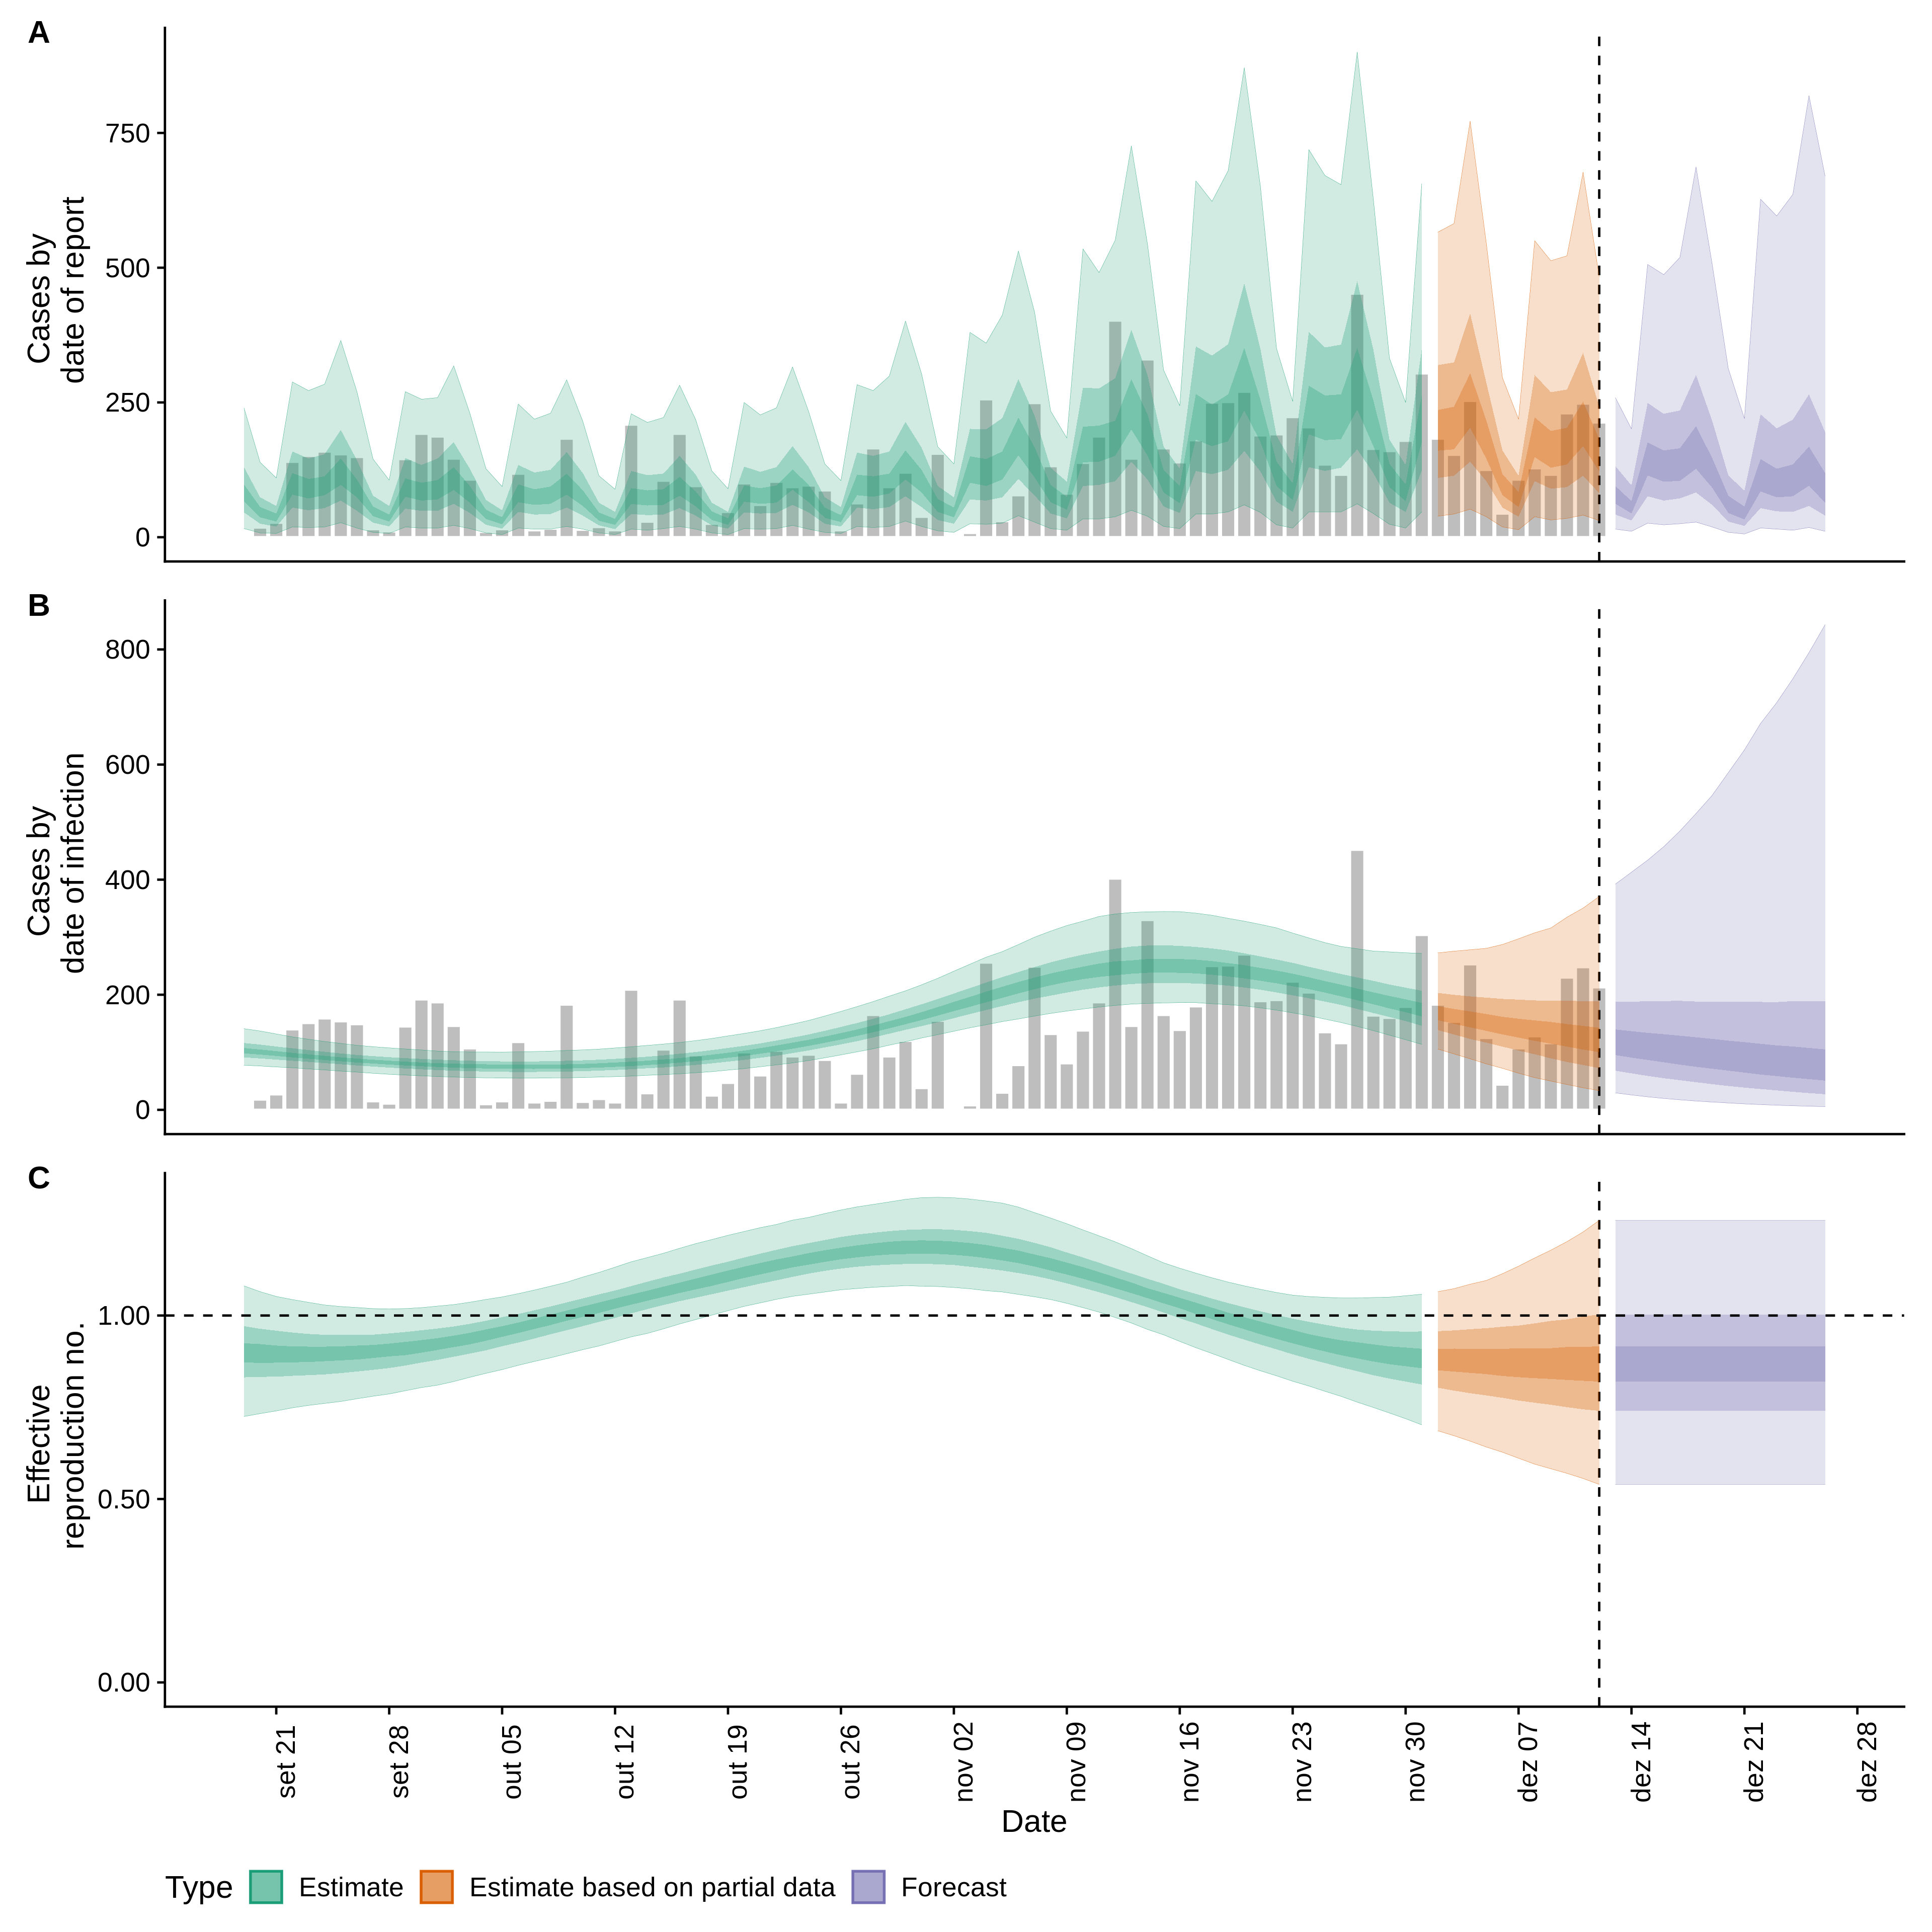 A
Cases by
date of report
750
500
250
0
B
Cases by
date of infection
800
600
400
200
0
C
Effective
reproduction no.
1.00
0.50
0.00
set 21
set 28
out 05
out 12
out 19
out 26
nov 02
nov 09
nov 16
nov 23
nov 30
dez 07
dez 14
dez 21
dez 28
Date
Type Estimate Estimate based on partial data Forecast